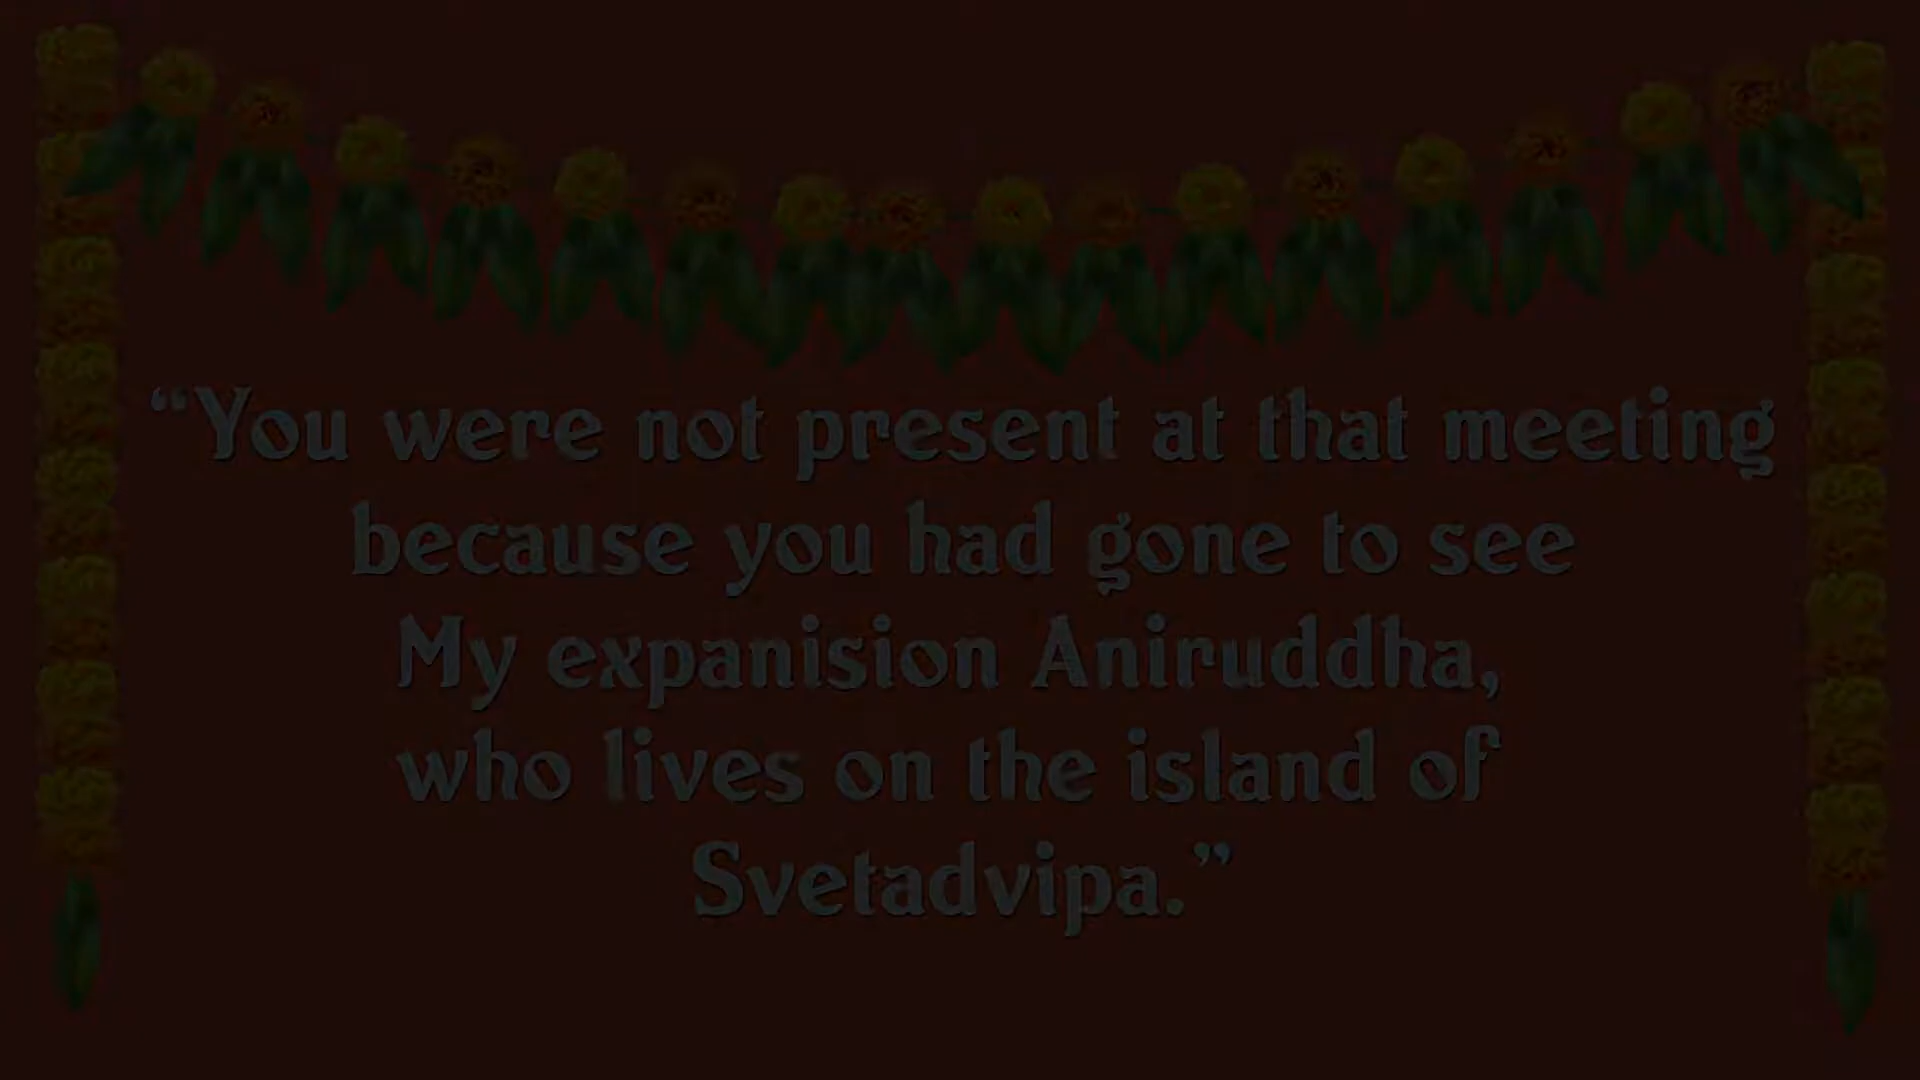 “You were not present at that meeting
because you had gone to see
My expanision Aniruddha,
who lives on the island of
Svetadvipa.”